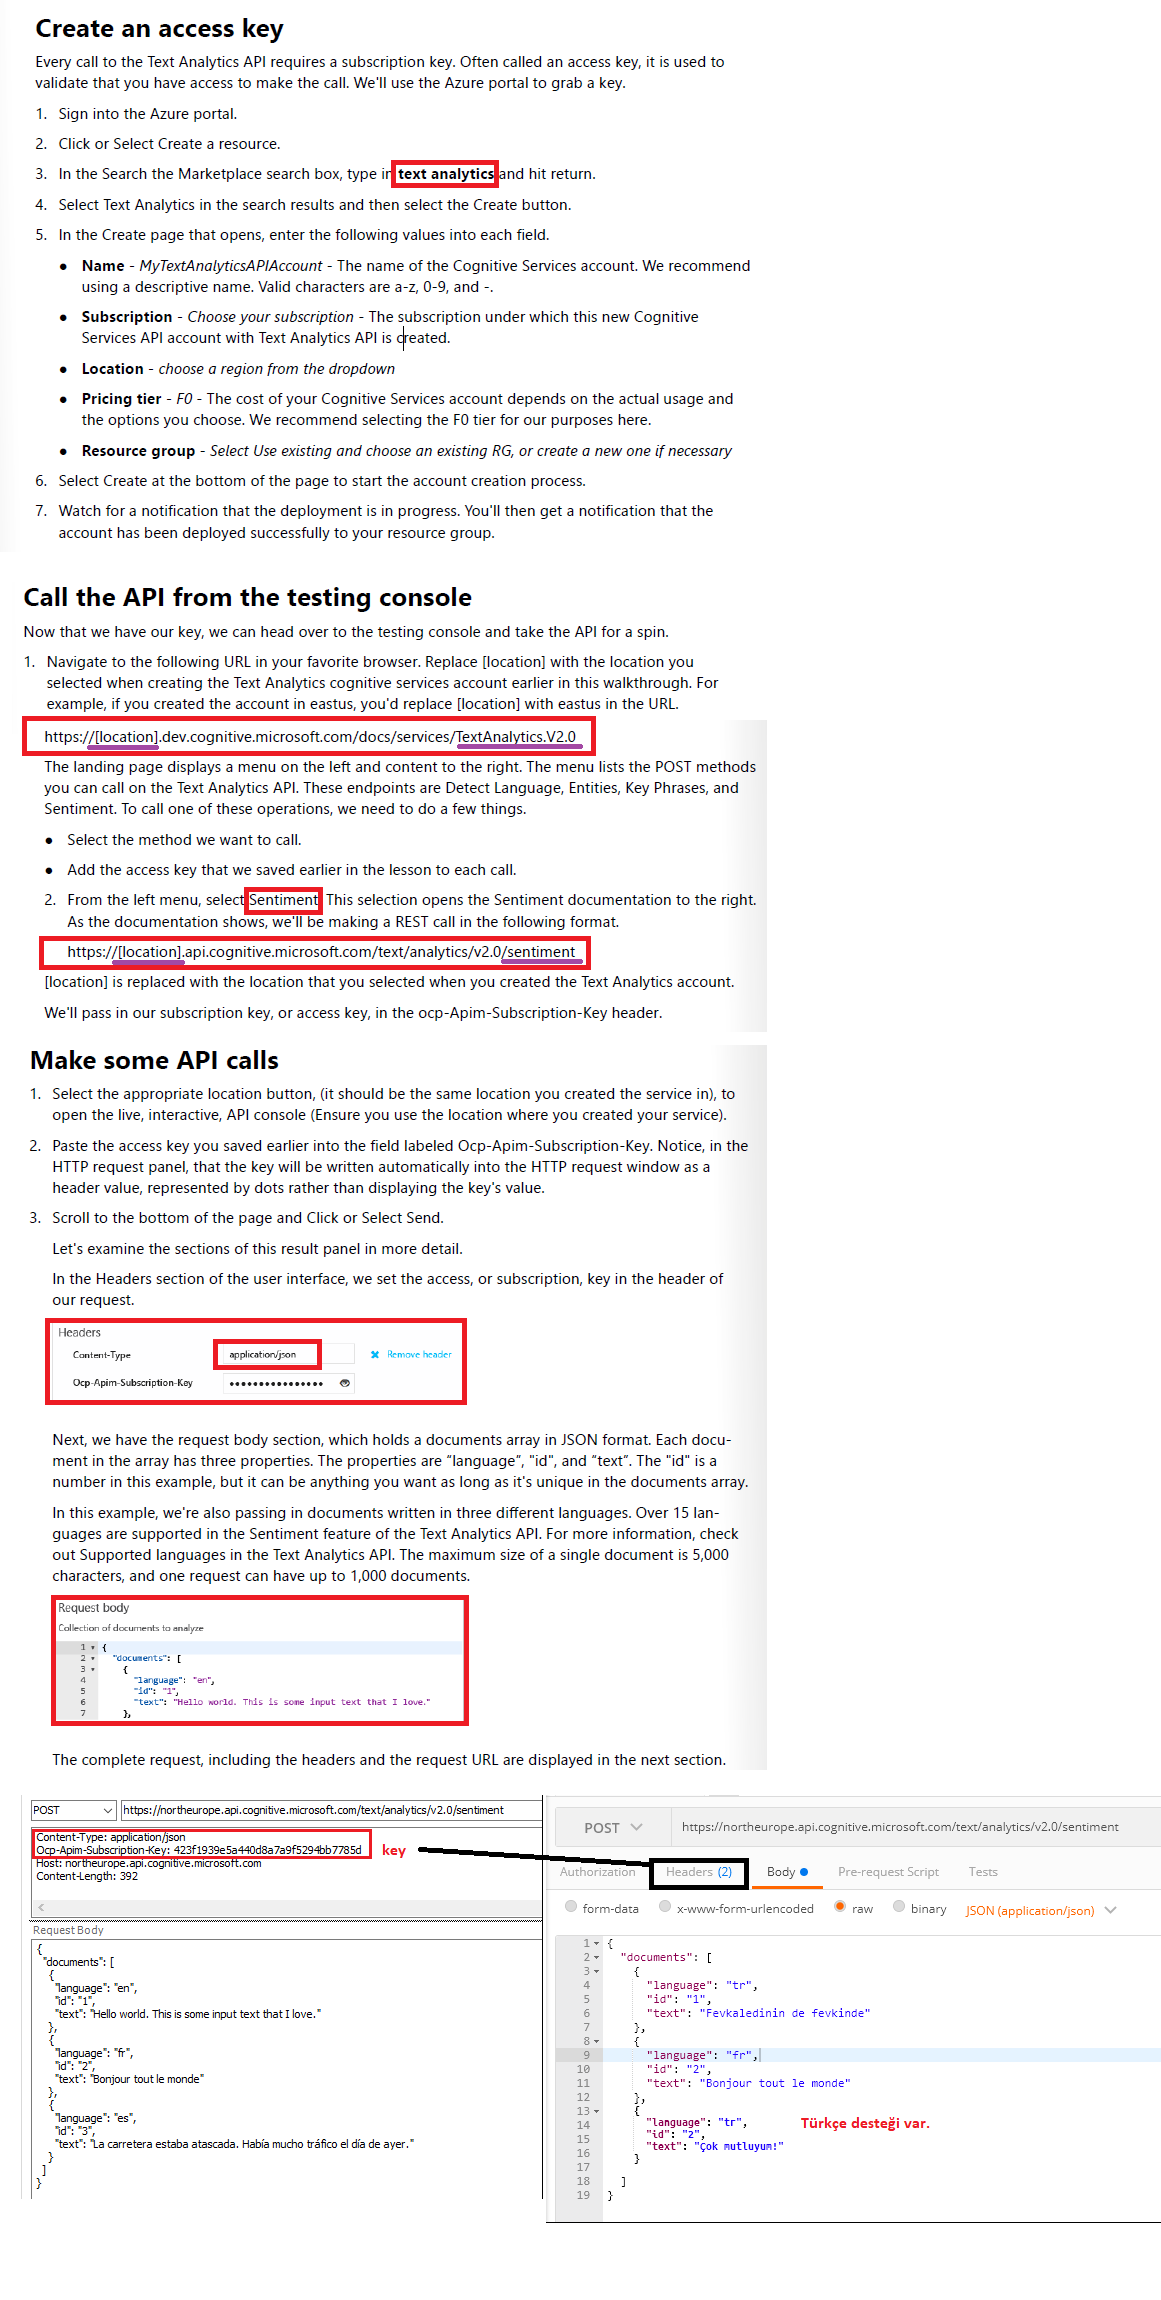 Create an access key
Every call to the Text Analytics API requires a subscription key. Often called an access key, it is used to
validate that you have access to make the call. We'll use the Azure portal to grab a key.
1. Sign into the Azure portal.
2. Click or Select Create a resource.
3. In the Search the Marketplace search box, type in text analytics and hit return.
4. Select Text Analytics in the search results and then select the Create button.
5. In the Create page that opens, enter the following values into each field.
● Name - MyTextAnalyticsAPIAccount - The name of the Cognitive Services account. We recommend
using a descriptive name. Valid characters are a-z, 0-9, and -.
● Subscription - Choose your subscription - The subscription under which this new Cognitive
Services API account with Text Analytics API is created.
● Location - choose a region from the dropdown
● Pricing tier - F0 - The cost of your Cognitive Services account depends on the actual usage and
the options you choose. We recommend selecting the F0 tier for our purposes here.
● Resource group - Select Use existing and choose an existing RG, or create a new one if necessary
6. Select Create at the bottom of the page to start the account creation process.
7. Watch for a notification that the deployment is in progress. You'll then get a notification that the
account has been deployed successfully to your resource group.
Call the API from the testing console
Now that we have our key, we can head over to the testing console and take the API for a spin.
1. Navigate to the following URL in your favorite browser. Replace [location] with the location you
selected when creating the Text Analytics cognitive services account earlier in this walkthrough. For
example, if you created the account in eastus, you'd replace [location] with eastus in the URL.
https://[location].dev.cognitive.microsoft.com/docs/services/TextAnalytics.V2.0
The landing page displays a menu on the left and content to the right. The menu lists the POST methods
you can call on the Text Analytics API. These endpoints are Detect Language, Entities, Key Phrases, and
Sentiment. To call one of these operations, we need to do a few things.
● Select the method we want to call.
● Add the access key that we saved earlier in the lesson to each call.
2. From the left menu, select Sentiment. This selection opens the Sentiment documentation to the right.
As the documentation shows, we'll be making a REST call in the following format.
https://[location].api.cognitive.microsoft.com/text/analytics/v2.0/sentiment
[location] is replaced with the location that you selected when you created the Text Analytics account.
We'll pass in our subscription key, or access key, in the ocp-Apim-Subscription-Key header.
Make some API calls
1. Select the appropriate location button, (it should be the same location you created the service in), to
open the live, interactive, API console (Ensure you use the location where you created your service).
2. Paste the access key you saved earlier into the field labeled Ocp-Apim-Subscription-Key. Notice, in the
HTTP request panel, that the key will be written automatically into the HTTP request window as a
header value, represented by dots rather than displaying the key's value.
3. Scroll to the bottom of the page and Click or Select Send.
Let's examine the sections of this result panel in more detail.
In the Headers section of the user interface, we set the access, or subscription, key in the header of
our request.
Headers
Content-Type application/json ✖ Remove header
Ocp-Apim-Subscription-Key ••••••••••••••••
Next, we have the request body section, which holds a documents array in JSON format. Each docu-
ment in the array has three properties. The properties are “language”, "id", and “text”. The "id" is a
number in this example, but it can be anything you want as long as it's unique in the documents array.
In this example, we're also passing in documents written in three different languages. Over 15 lan-
guages are supported in the Sentiment feature of the Text Analytics API. For more information, check
out Supported languages in the Text Analytics API. The maximum size of a single document is 5,000
characters, and one request can have up to 1,000 documents.
Request body
Collection of documents to analyze
1 {
2 "documents": [
3 {
4 "language": "en",
5 "id": "1",
6 "text": "Hello world. This is some input text that I love."
7 },
The complete request, including the headers and the request URL are displayed in the next section.
POST https://northeurope.api.cognitive.microsoft.com/text/analytics/v2.0/sentiment
Content-Type: application/json
Ocp-Apim-Subscription-Key: 423f1939e5a440d8a7a9f5294bb7785d key
Host: northeurope.api.cognitive.microsoft.com
Content-Length: 392
Request Body
{
"documents": [
{
"language": "en",
"id": "1",
"text": "Hello world. This is some input text that I love."
},
{
"language": "fr",
"id": "2",
"text": "Bonjour tout le monde"
},
{
"language": "es",
"id": "3",
"text": "La carretera estaba atascada. Había mucho tráfico el día de ayer."
}
]
}
POST https://northeurope.api.cognitive.microsoft.com/text/analytics/v2.0/sentiment
Authorization Headers (2) Body Pre-request Script Tests
form-data x-www-form-urlencoded raw binary JSON (application/json)
1 {
2 "documents": [
3 {
4 "language": "tr",
5 "id": "1",
6 "text": "Fevkaledinin de fevkinde"
7 },
8 {
9 "language": "fr",
10 "id": "2",
11 "text": "Bonjour tout le monde"
12 },
13 {
14 "language": "tr", Türkçe desteği var.
15 "id": "2",
16 "text": "Çok mutluyum!"
17 }
18 ]
19 }